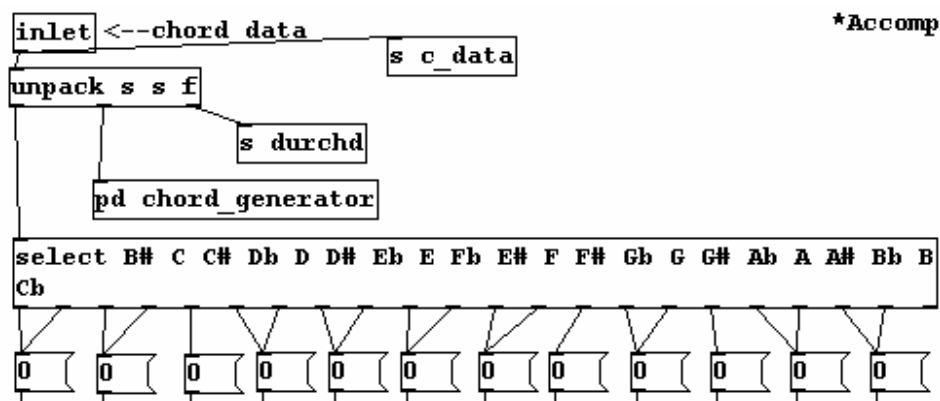 inlet <--chord data
*Accomp
s c_data
unpack s s f
s durchd
pd chord_generator
select B# C C# Db D D# Eb E Fb E# F F# Gb G G# Ab A A# Bb B
Cb
0 0 0 0 0 0 0 0 0 0 0 0